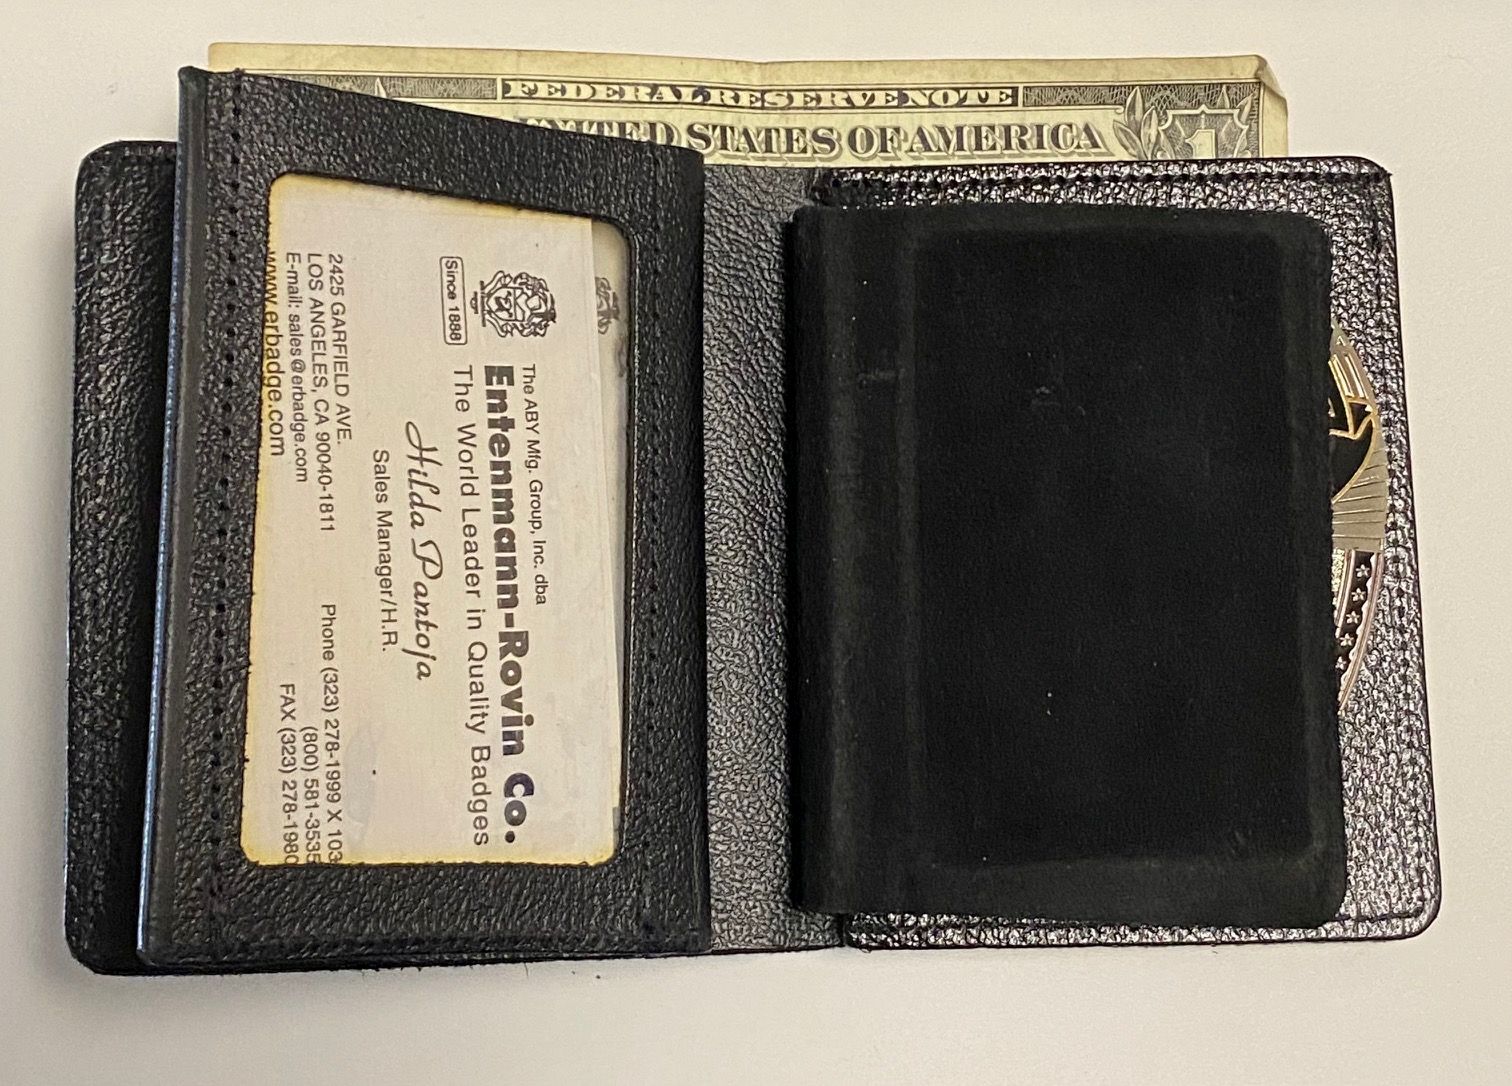 FEDERAL RESERVE NOTE
UNITED STATES OF AMERICA
1
Since 1888
The ABY Mfg. Group, Inc. dba
Entenmann-Rovin Co.
The World Leader in Quality Badges
Hilda Pantoja
Sales Manager/H.R.
2425 GARFIELD AVE.
LOS ANGELES, CA 90040-1811
E-mail: sales@erbadge.com
www.erbadge.com
Phone (323) 278-1999 X 103
(800) 581-3535
FAX (323) 278-1980